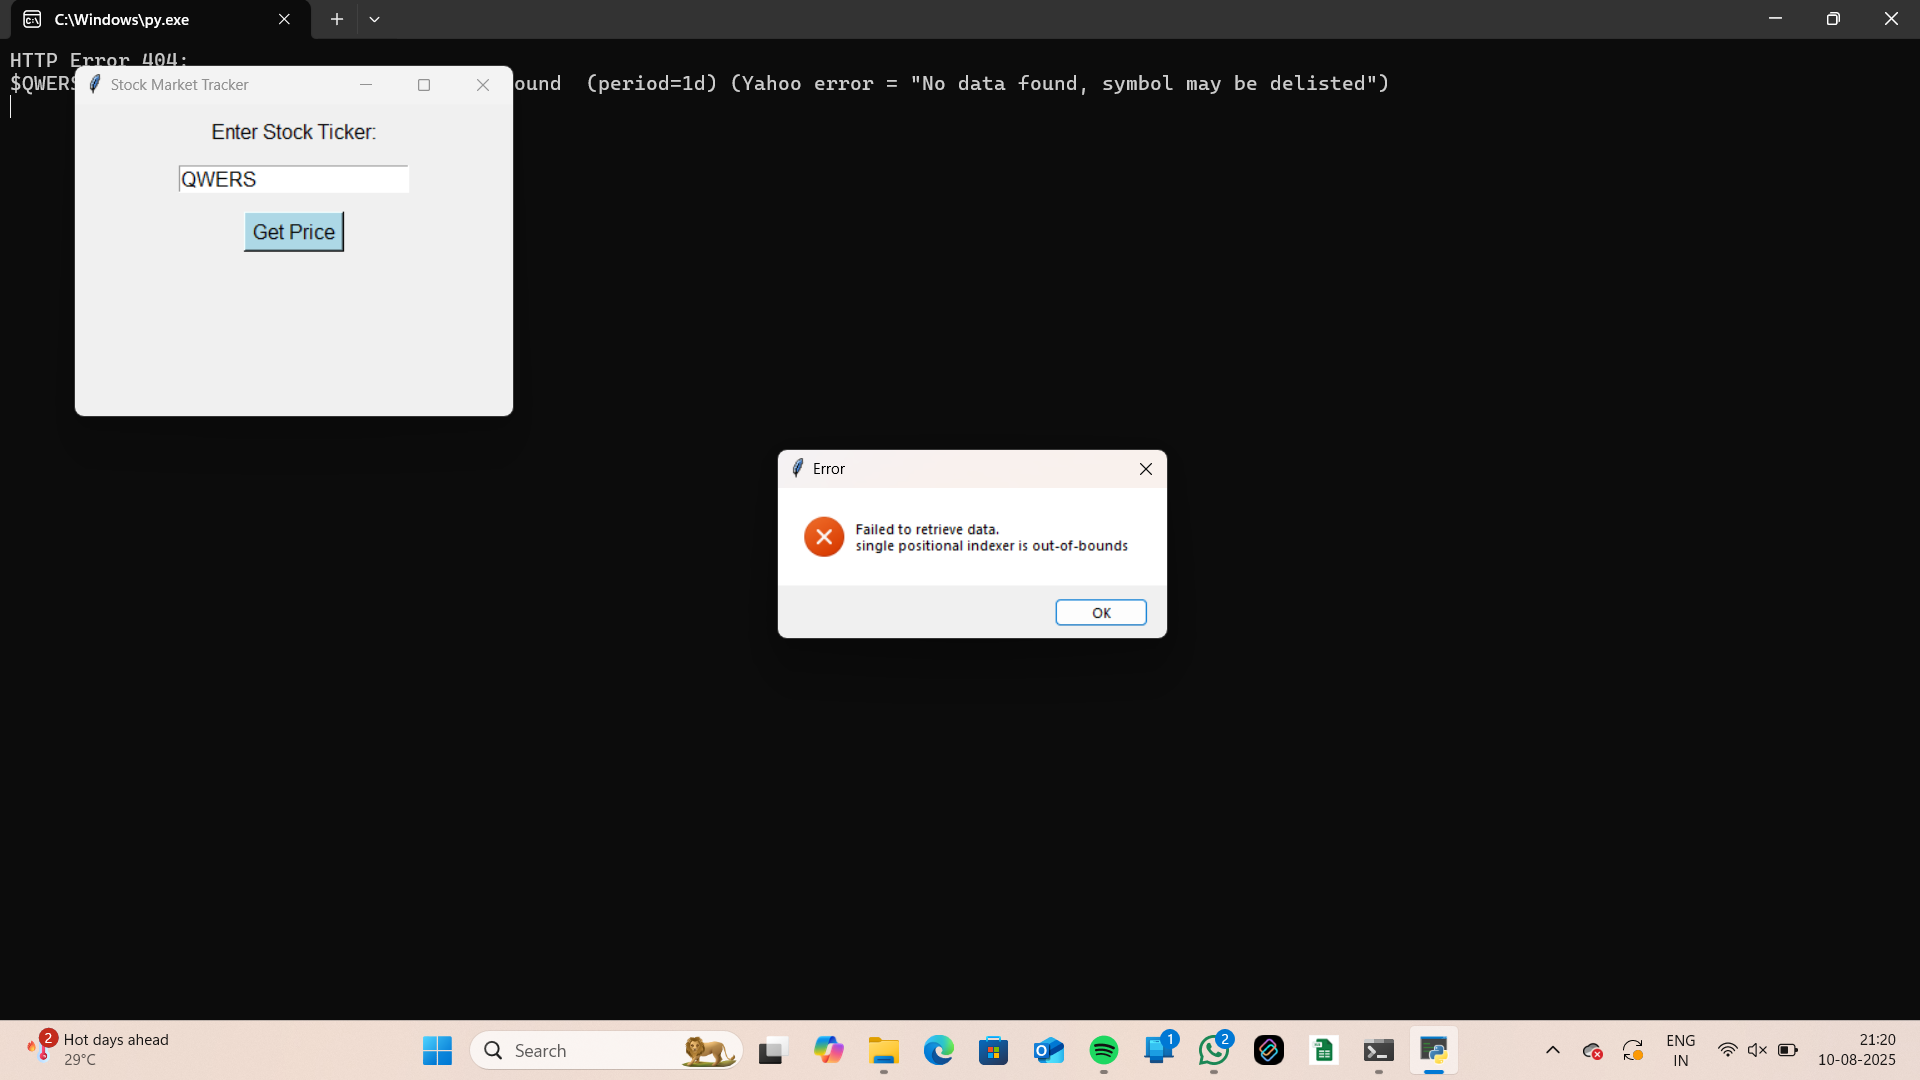 C:\Windows\py.exe
HTTP Error 404:
$QWERS ound (period=1d) (Yahoo error = "No data found, symbol may be delisted")
Stock Market Tracker
Enter Stock Ticker:
QWERS
Get Price
Error
Failed to retrieve data.
single positional indexer is out-of-bounds
OK
2
Hot days ahead
29°C
Search
1
2
ENG
IN
21:20
10-08-2025